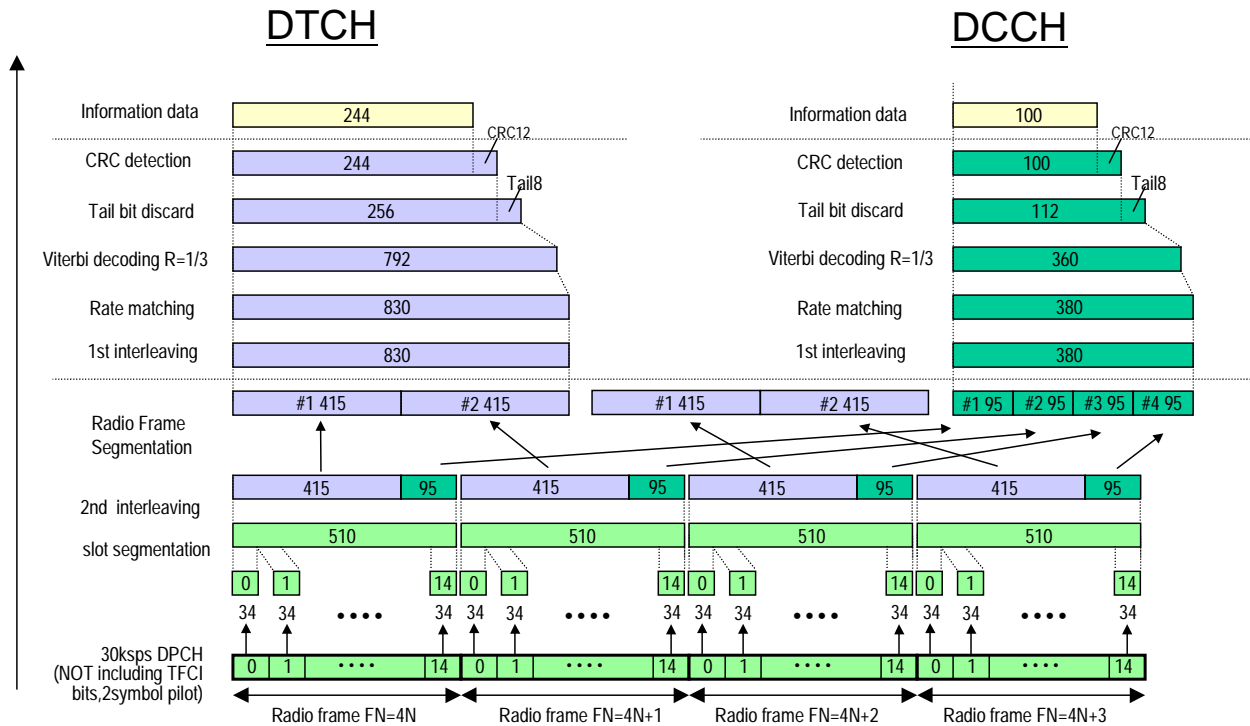 DTCH DCCH
Information data 244 Information data 100
CRC12 CRC12
CRC detection 244 CRC detection 100
Tail8 Tail8
Tail bit discard 256 Tail bit discard 112
Viterbi decoding R=1/3 792 Viterbi decoding R=1/3 360
Rate matching 830 Rate matching 380
1st interleaving 830 1st interleaving 380
#1 415 #2 415 #1 415 #2 415 #1 95 #2 95 #3 95 #4 95
Radio Frame
Segmentation
415 95 415 95 415 95 415 95
2nd interleaving
510 510 510 510
slot segmentation
0 1 14 0 1 14 0 1 14 0 1 14
34 34 •••• 34 34 34 •••• 34 34 34 •••• 34 34 34 •••• 34
30ksps DPCH
(NOT including TFCI
bits,2symbol pilot)
0 1 •••• 14 0 1 •••• 14 0 1 •••• 14 0 1 •••• 14
Radio frame FN=4N Radio frame FN=4N+1 Radio frame FN=4N+2 Radio frame FN=4N+3